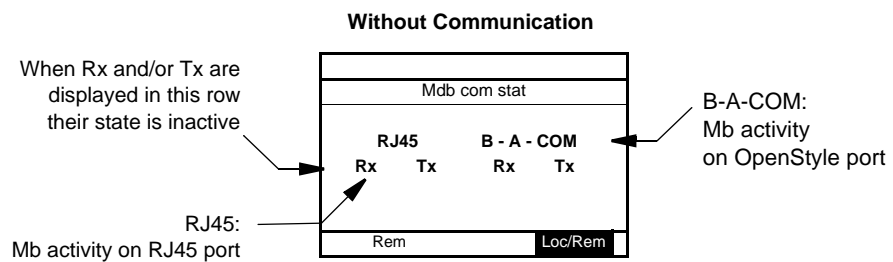 Without Communication
When Rx and/or Tx are
displayed in this row
their state is inactive
Mdb com stat
RJ45 B - A - COM
Rx Tx Rx Tx
B-A-COM:
Mb activity
on OpenStyle port
RJ45:
Mb activity on RJ45 port
Rem Loc/Rem